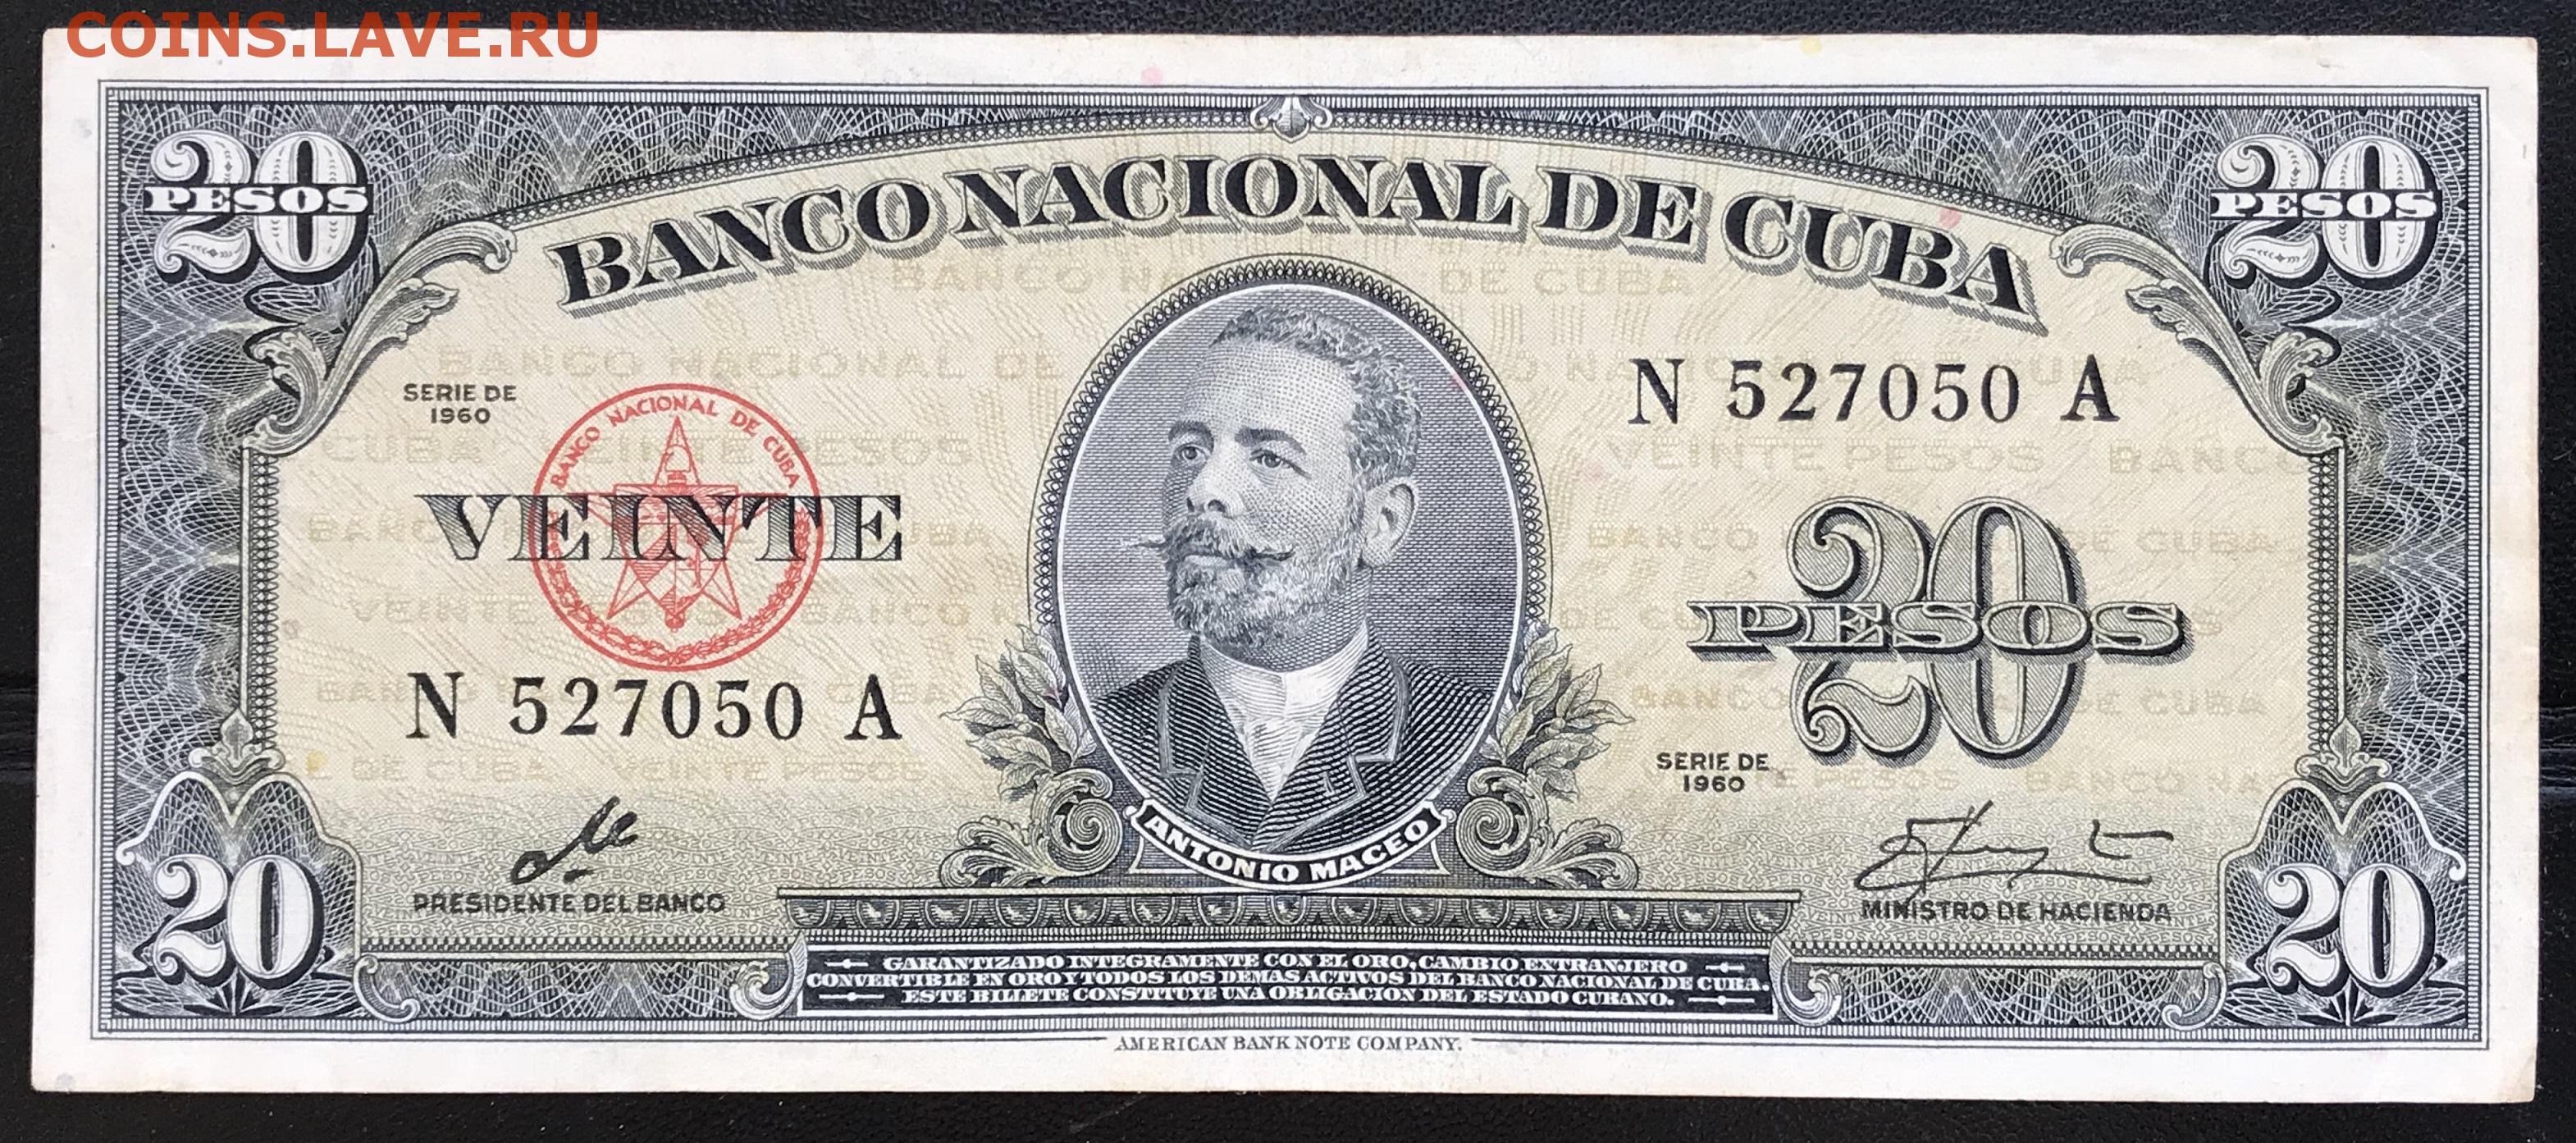 COINS.LAVE.RU
20 PESOS
20 PESOS
BANCO NACIONAL DE CUBA
SERIE DE
1960
BANCO NACIONAL DE CUBA
N 527050 A
VEINTE
20
PESOS
N 527050 A
SERIE DE
1960
ANTONIO MACEO
PRESIDENTE DEL BANCO
MINISTRO DE HACIENDA
20
20
GARANTIZADO INTEGRAMENTE CON EL ORO, CAMBIO EXTRANJERO
CONVERTIBLE EN ORO Y TODOS LOS DEMAS ACTIVOS DEL BANCO NACIONAL DE CUBA.
ESTE BILLETE CONSTITUYE UNA OBLIGACION DEL ESTADO CUBANO.
AMERICAN BANK NOTE COMPANY.